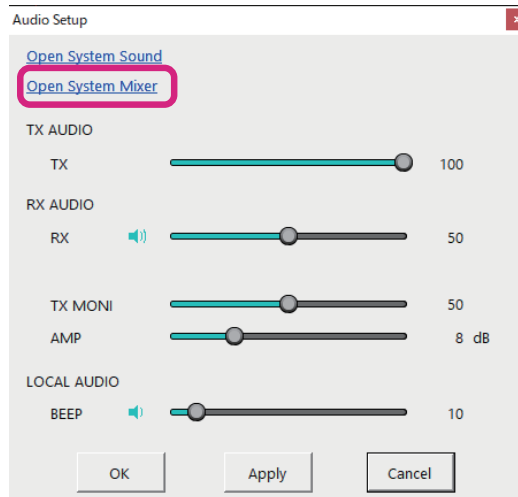 Audio Setup
Open System Sound
Open System Mixer
TX AUDIO
TX 100
RX AUDIO
RX 50
TX MONI 50
AMP 8 dB
LOCAL AUDIO
BEEP 10
OK Apply Cancel